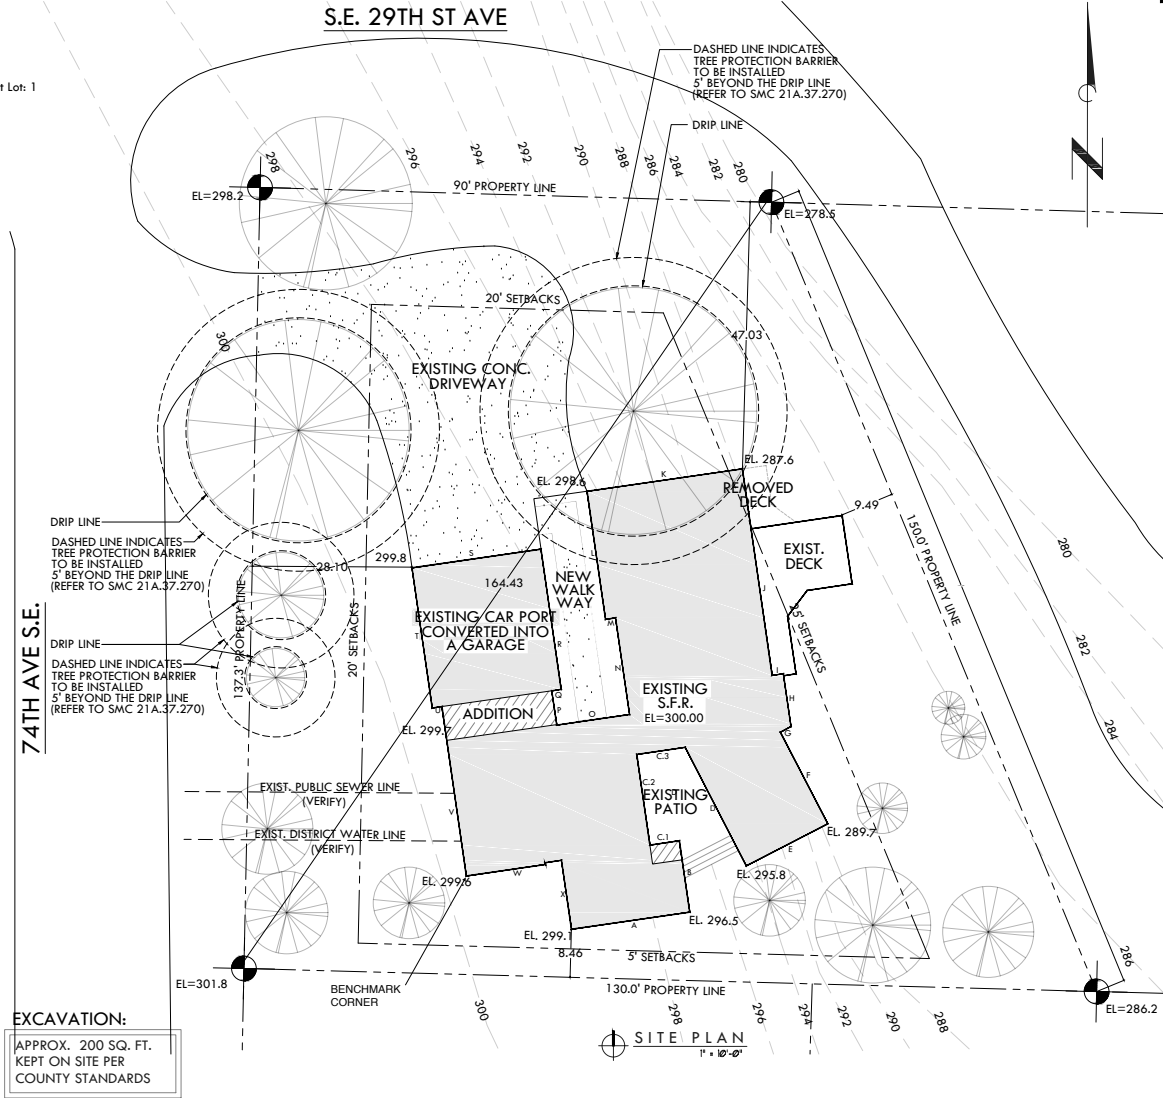 S.E. 29TH ST AVE
t Lot: 1
DASHED LINE INDICATES
TREE PROTECTION BARRIER
TO BE INSTALLED
5' BEYOND THE DRIP LINE
(REFER TO SMC 21A.37.270)
DRIP LINE
298
296
294
292
290
288
286
284
282
280
N
EL=298.2
90' PROPERTY LINE
EL=278.5
20' SETBACKS
47.03
300
EXISTING CONC.
DRIVEWAY
EL. 287.6
K
EL. 298.6
REMOVED
DECK
9.49
DRIP LINE
DASHED LINE INDICATES
TREE PROTECTION BARRIER
TO BE INSTALLED
5' BEYOND THE DRIP LINE
(REFER TO SMC 21A.37.270)
28.10
299.8
S
L
164.43
NEW
WALK
WAY
EXIST.
DECK
J
150.0' PROPERTY LINE
280
EXISTING CAR PORT
CONVERTED INTO
A GARAGE
T
R
M
N
25' SETBACKS
282
137.3' PROPERTY LINE
20' SETBACKS
DRIP LINE
DASHED LINE INDICATES
TREE PROTECTION BARRIER
TO BE INSTALLED
5' BEYOND THE DRIP LINE
(REFER TO SMC 21A.37.270)
74TH AVE S.E.
I
H
Q
P
O
U
ADDITION
EXISTING
S.F.R.
EL=300.00
EL. 299.7
G
284
C.3
C.2
F
EXISTING
PATIO
D
EXIST. PUBLIC SEWER LINE
(VERIFY)
V
EXIST. DISTRICT WATER LINE
(VERIFY)
C.1
EL. 289.7
E
EL. 299.6
W
X
B
EL. 295.8
A
EL. 296.5
EL. 299.1
8.46
5' SETBACKS
286
EL=301.8
BENCHMARK
CORNER
130.0' PROPERTY LINE
EL=286.2
300
298
296
294
292
290
288
SITE PLAN
1" = 10'-0"
EXCAVATION:
APPROX. 200 SQ. FT.
KEPT ON SITE PER
COUNTY STANDARDS